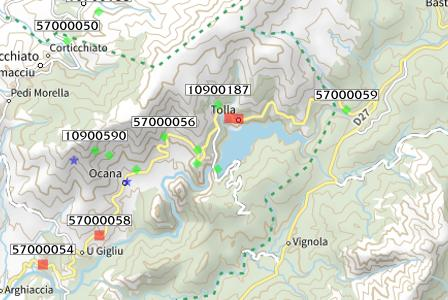 57000050
Bast
cchiato
macciu
Corticchiato
Pedi Morella
10900187
57000059
Tolla
D27
57000056
10900590
Ocana
57000058
Vignola
U Gigliu
57000054
Arghiaccia